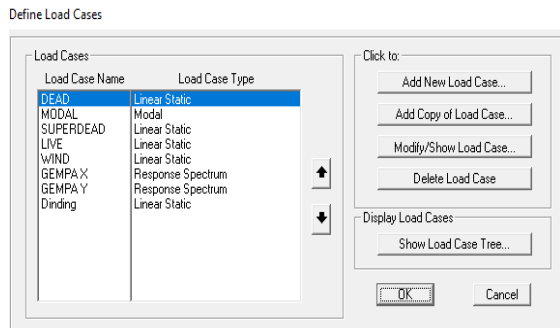 Define Load Cases
Load Cases
Load Case Name Load Case Type
DEAD Linear Static
MODAL Modal
SUPERDEAD Linear Static
LIVE Linear Static
WIND Linear Static
GEMPA X Response Spectrum
GEMPA Y Response Spectrum
Dinding Linear Static
Click to:
Add New Load Case...
Add Copy of Load Case...
Modify/Show Load Case...
Delete Load Case
Display Load Cases
Show Load Case Tree...
OK Cancel